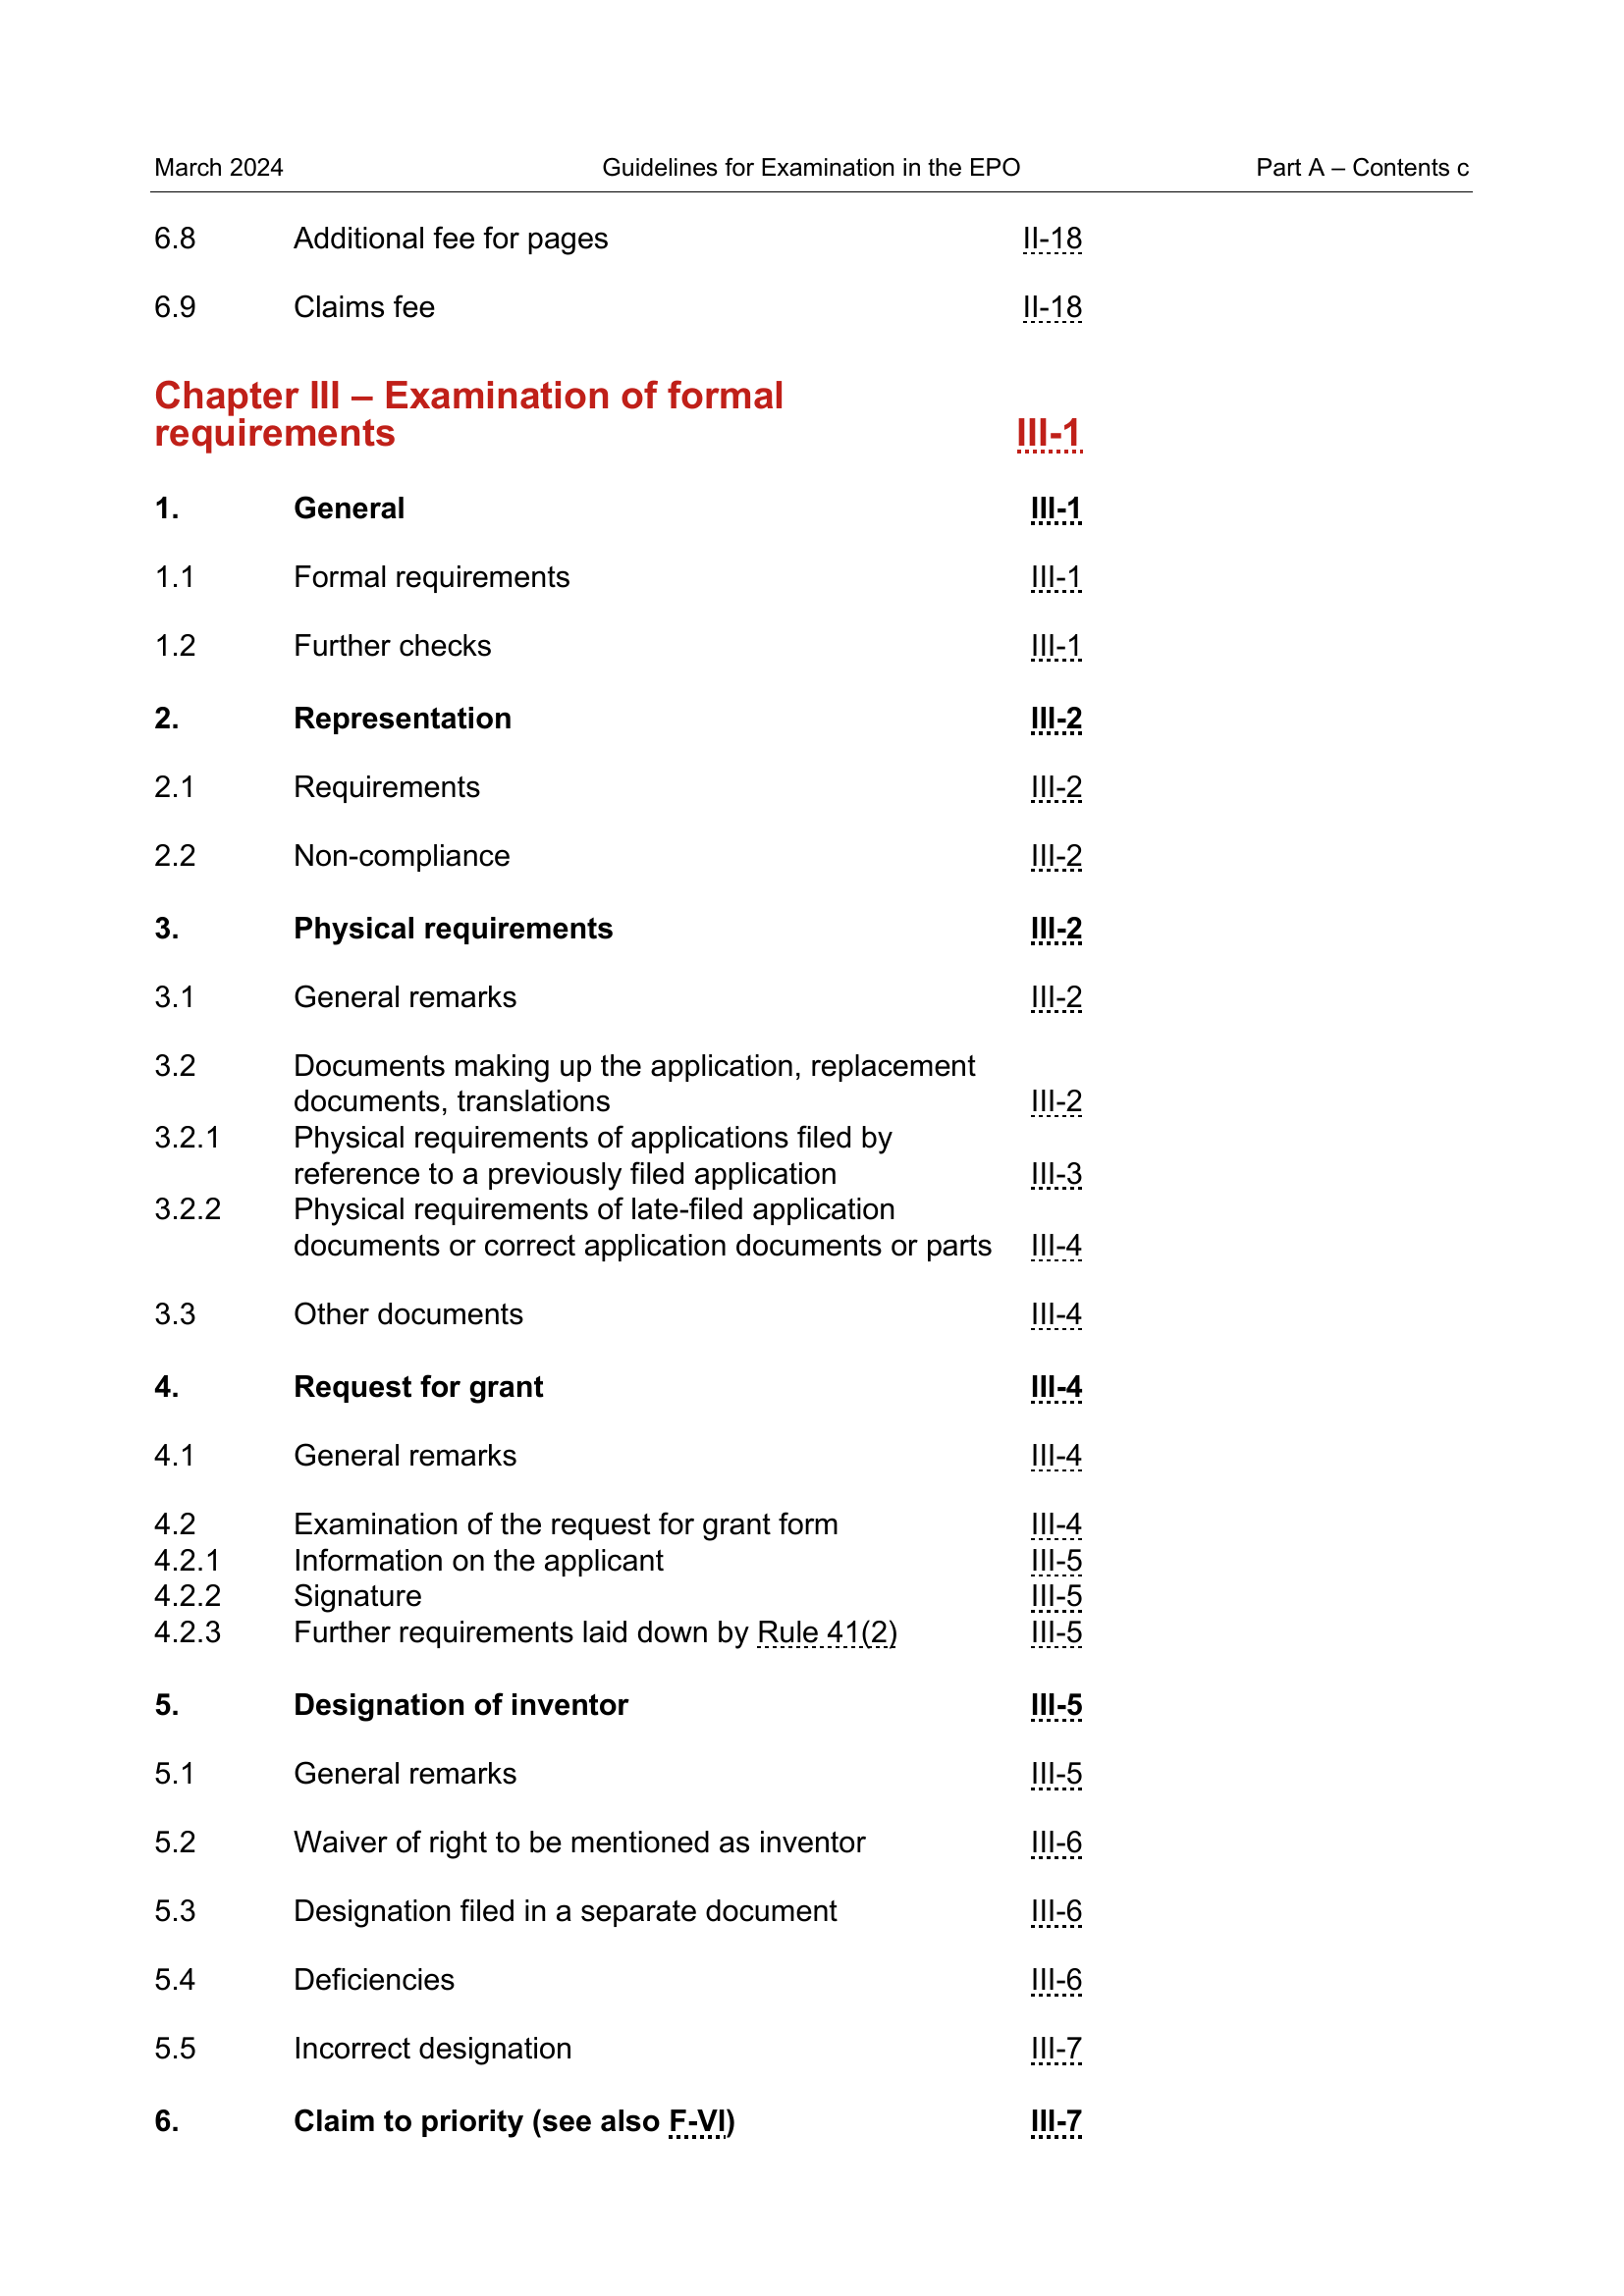 March 2024 Guidelines for Examination in the EPO Part A – Contents c
6.8 Additional fee for pages II-18
6.9 Claims fee II-18
Chapter III – Examination of formal
requirements III-1
1. General III-1
1.1 Formal requirements III-1
1.2 Further checks III-1
2. Representation III-2
2.1 Requirements III-2
2.2 Non-compliance III-2
3. Physical requirements III-2
3.1 General remarks III-2
3.2 Documents making up the application, replacement
documents, translations III-2
3.2.1 Physical requirements of applications filed by
reference to a previously filed application III-3
3.2.2 Physical requirements of late-filed application
documents or correct application documents or parts III-4
3.3 Other documents III-4
4. Request for grant III-4
4.1 General remarks III-4
4.2 Examination of the request for grant form III-4
4.2.1 Information on the applicant III-5
4.2.2 Signature III-5
4.2.3 Further requirements laid down by Rule 41(2) III-5
5. Designation of inventor III-5
5.1 General remarks III-5
5.2 Waiver of right to be mentioned as inventor III-6
5.3 Designation filed in a separate document III-6
5.4 Deficiencies III-6
5.5 Incorrect designation III-7
6. Claim to priority (see also F-VI) III-7